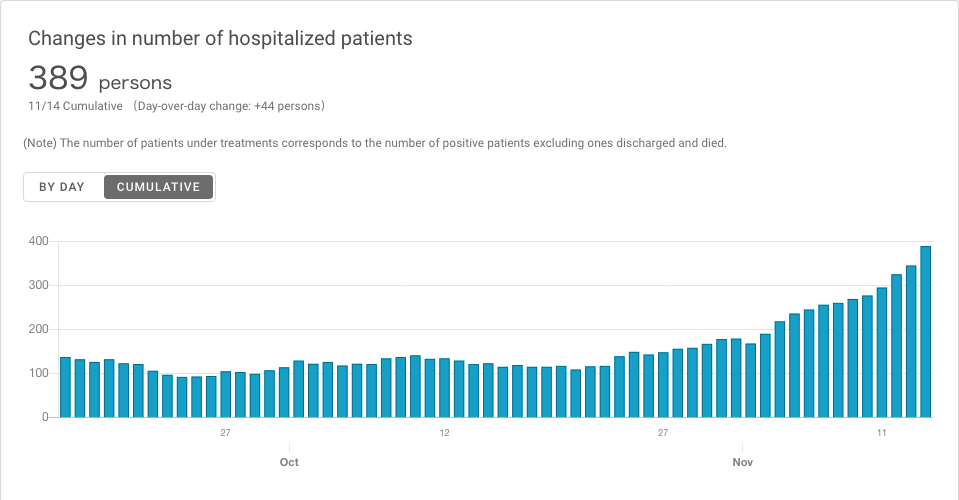 Changes in number of hospitalized patients
389 persons
11/14 Cumulative （Day-over-day change: +44 persons）
(Note) The number of patients under treatments corresponds to the number of positive patients excluding ones discharged and died.
BY DAY CUMULATIVE
400
300
200
100
0
27 12 27 11
Oct Nov